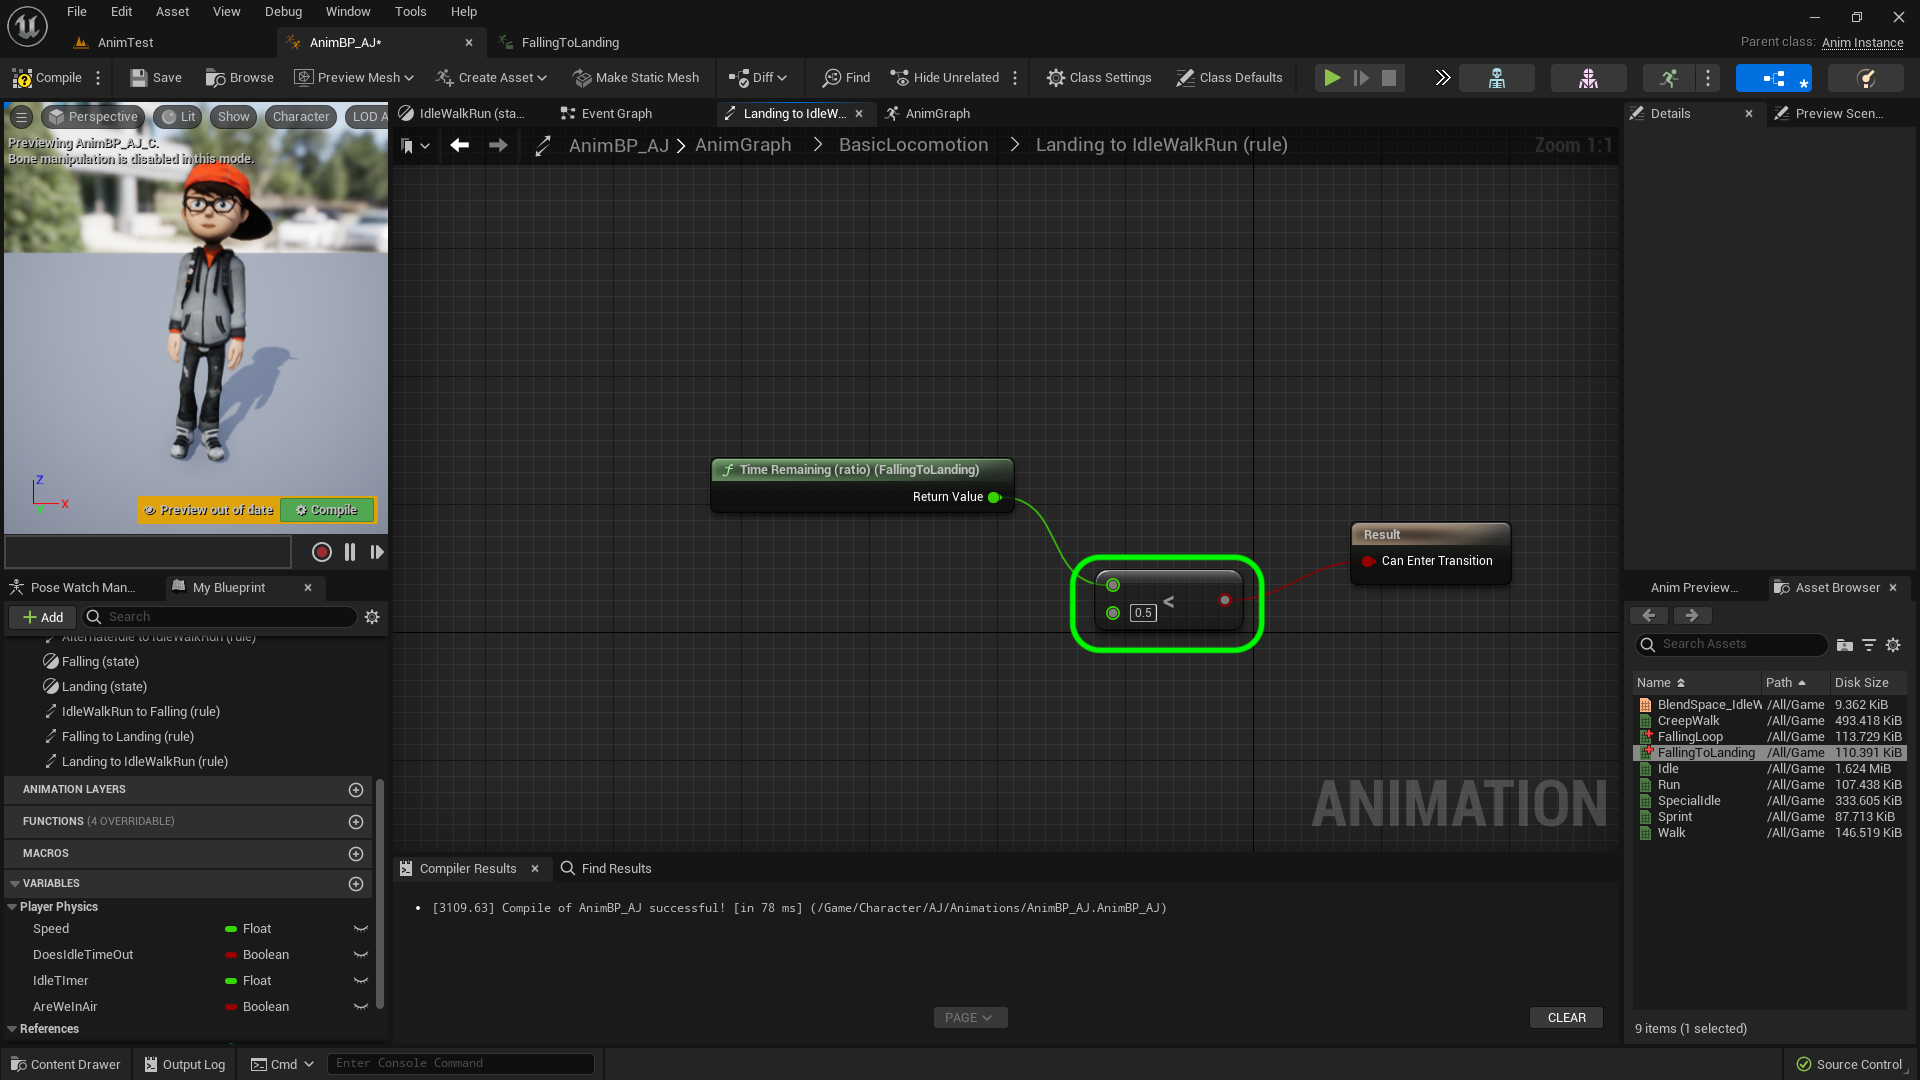 File Edit Asset View Debug Window Tools Help
AnimTest AnimBP_AJ* FallingToLanding
Parent class: Anim Instance
Compile Save Browse Preview Mesh Create Asset Make Static Mesh Diff Find Hide Unrelated Class Settings Class Defaults
Perspective Lit Show Character LOD A
IdleWalkRun (sta... Event Graph Landing to IdleW... AnimGraph
Details Preview Scen...
Previewing AnimBP_AJ_C.
Bone manipulation is disabled in this mode.
AnimBP_AJ > AnimGraph > BasicLocomotion > Landing to IdleWalkRun (rule)
Zoom 1:1
Time Remaining (ratio) (FallingToLanding)
Return Value
0.5 <
Result
Can Enter Transition
Z
X
Preview out of date Compile
ANIMATION
Pose Watch Man... My Blueprint
Add Search
AlternateIdle to IdleWalkRun (rule)
Falling (state)
Landing (state)
IdleWalkRun to Falling (rule)
Falling to Landing (rule)
Landing to IdleWalkRun (rule)
ANIMATION LAYERS
FUNCTIONS (4 OVERRIDABLE)
MACROS
VARIABLES
Player Physics
Speed Float
DoesIdleTimeOut Boolean
IdleTImer Float
AreWeInAir Boolean
References
Compiler Results Find Results
[3109.63] Compile of AnimBP_AJ successful! [in 78 ms] (/Game/Character/AJ/Animations/AnimBP_AJ.AnimBP_AJ)
PAGE CLEAR
Anim Preview... Asset Browser
Search Assets
Name Path Disk Size
BlendSpace_IdleW /All/Game 9.362 KiB
CreepWalk /All/Game 493.418 KiB
FallingLoop /All/Game 113.729 KiB
FallingToLanding /All/Game 110.391 KiB
Idle /All/Game 1.624 MiB
Run /All/Game 107.438 KiB
SpecialIdle /All/Game 333.605 KiB
Sprint /All/Game 87.713 KiB
Walk /All/Game 146.519 KiB
9 items (1 selected)
Content Drawer Output Log Cmd Enter Console Command Source Control